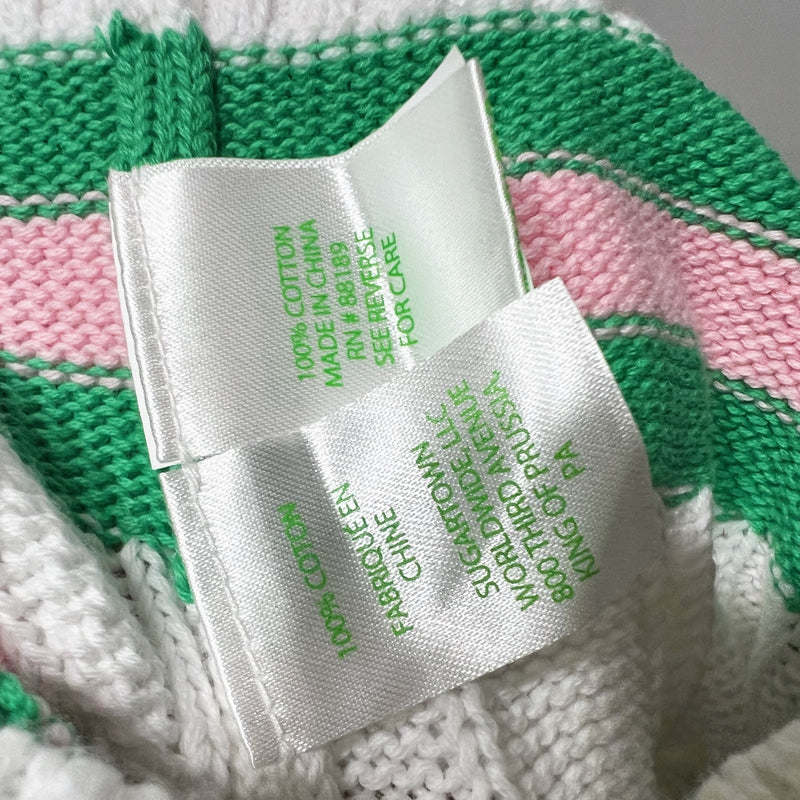 100% COTTON
MADE IN CHINA
RN # 88189
SEE REVERSE
FOR CARE
100% COTON
FABRIQUE EN
CHINE
SUGARTOWN
WORLDWIDE, LLC
800 THIRD AVENUE
KING OF PRUSSIA,
PA